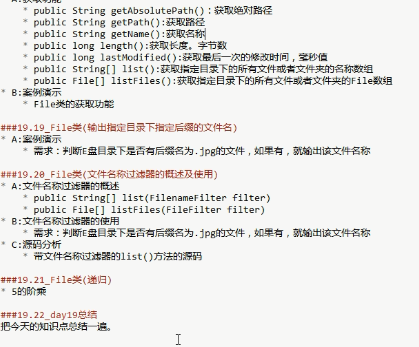 A:获取功能
* public String getAbsolutePath():获取绝对路径
* public String getPath():获取路径
* public String getName():获取名称
* public long length():获取长度。字节数
* public long lastModified():获取最后一次的修改时间，毫秒值
* public String[] list():获取指定目录下的所有文件或者文件夹的名称数组
* public File[] listFiles():获取指定目录下的所有文件或者文件夹的File数组
* B:案例演示
* File类的获取功能
###19.19_File类(输出指定目录下指定后缀的文件名)
* A:案例演示
* 需求：判断E盘目录下是否有后缀名为.jpg的文件，如果有，就输出该文件名称
###19.20_File类(文件名称过滤器的概述及使用)
* A:文件名称过滤器的概述
* public String[] list(FilenameFilter filter)
* public File[] listFiles(FileFilter filter)
* B:文件名称过滤器的使用
* 需求：判断E盘目录下是否有后缀名为.jpg的文件，如果有，就输出该文件名称
* C:源码分析
* 带文件名称过滤器的list()方法的源码
###19.21_File类(递归)
* 5的阶乘
###19.22_day19总结
把今天的知识点总结一遍。